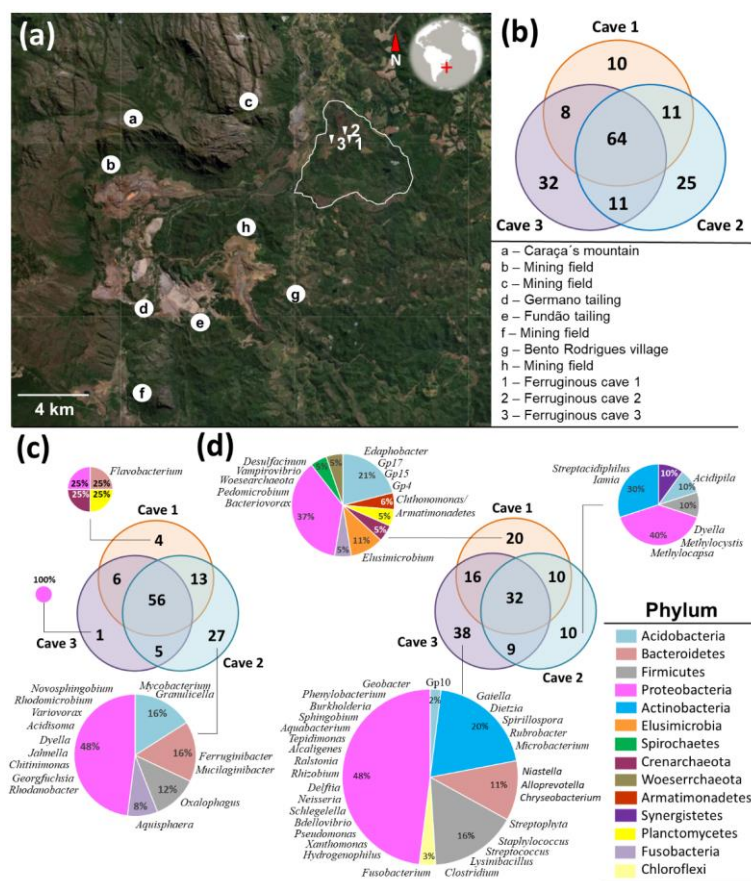 (a)
N
a
b
c
d
e
f
g
h
2
3 1
4 km
(b)
Cave 1
10
8
11
64
32
25
11
Cave 3
Cave 2
a – Caraça´s mountain
b – Mining field
c – Mining field
d – Germano tailing
e – Fundão tailing
f – Mining field
g – Bento Rodrigues village
h – Mining field
1 – Ferruginous cave 1
2 – Ferruginous cave 2
3 – Ferruginous cave 3
(c)
25% 25%
25% 25%
Flavobacterium
Cave 1
4
6
13
56
100%
Cave 3
1
5
27
Cave 2
Novosphingobium
Rhodomicrobium
Variovorax
Acidisoma
Dyella
Jahnella
Chitinimonas
Georgfuchsia
Rhodanobacter
Mycobacterium
Granulicella
Ferruginibacter
Mucilaginibacter
Oxalophagus
Aquisphaera
48%
16%
16%
12%
8%
(d)
Desulfacinum
Vampirovibrio
Woesearchaeota
Pedomicrobium
Bacteriovorax
Edaphobacter
Gp17
Gp15
Gp4
Chthonomonas/
Armatimonadetes
Elusimicrobium
5%
5%
21%
6%
5%
5%
11%
5%
37%
Cave 1
20
16
10
32
38
9
10
Cave 3
Cave 2
Streptacidiphilus
Iamia
Acidipila
Dyella
Methylocystis
Methylocapsa
10%
10%
10%
30%
40%
Geobacter
Phenylobacterium
Burkholderia
Sphingobium
Aquabacterium
Tepidimonas
Alcaligenes
Ralstonia
Rhizobium
Delftia
Neisseria
Schlegelella
Bdellovibrio
Pseudomonas
Xanthomonas
Hydrogenophilus
Gp10
Gaiella
Dietzia
Spirillospora
Rubrobacter
Microbacterium
Niastella
Alloprevotella
Chryseobacterium
Streptophyta
Staphylococcus
Streptococcus
Lysinibacillus
Clostridium
Fusobacterium
2%
20%
11%
16%
3%
48%
Phylum
Acidobacteria
Bacteroidetes
Firmicutes
Proteobacteria
Actinobacteria
Elusimicrobia
Spirochaetes
Crenarchaeota
Woeserrchaeota
Armatimonadetes
Synergistetes
Planctomycetes
Fusobacteria
Chloroflexi